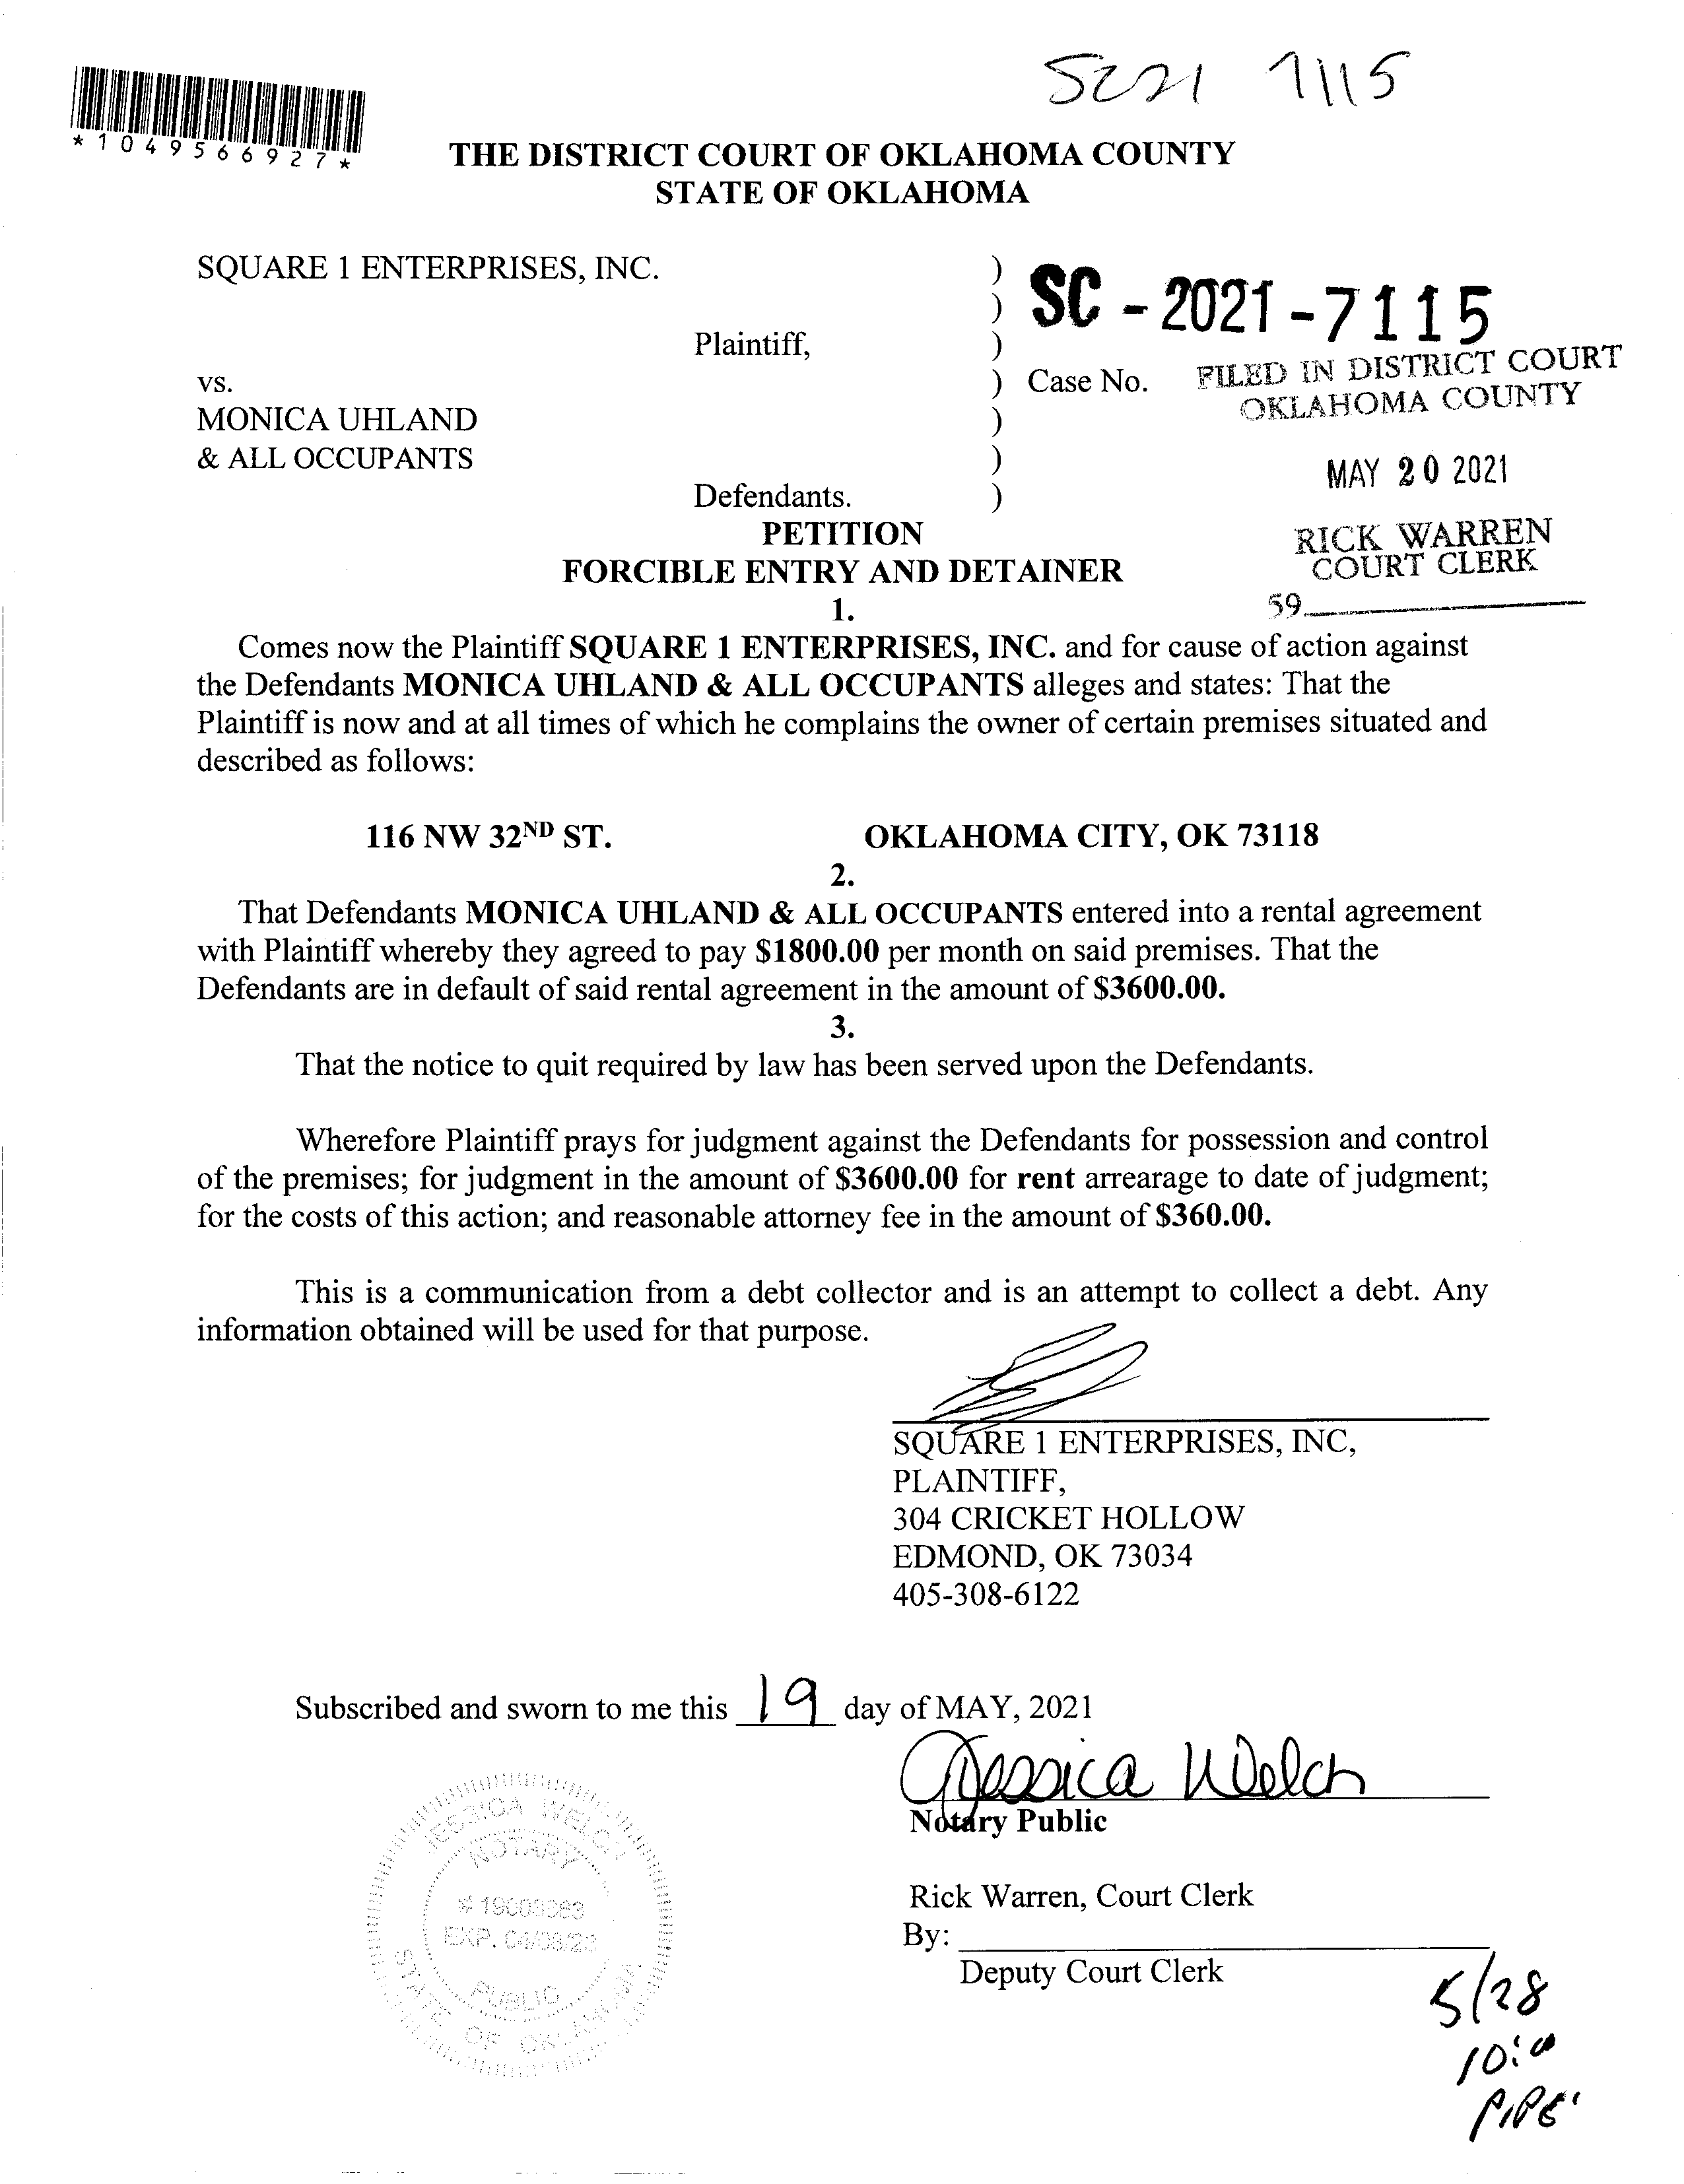 SC21 7115
*1049566927*
THE DISTRICT COURT OF OKLAHOMA COUNTY
STATE OF OKLAHOMA
SQUARE 1 ENTERPRISES, INC. )
) SC - 2021 - 7115
Plaintiff, )
vs. ) Case No. FILED IN DISTRICT COURT
OKLAHOMA COUNTY
MONICA UHLAND )
& ALL OCCUPANTS )
MAY 20 2021
Defendants. )
PETITION
RICK WARREN
COURT CLERK
FORCIBLE ENTRY AND DETAINER
59
1.
Comes now the Plaintiff SQUARE 1 ENTERPRISES, INC. and for cause of action against
the Defendants MONICA UHLAND & ALL OCCUPANTS alleges and states: That the
Plaintiff is now and at all times of which he complains the owner of certain premises situated and
described as follows:
116 NW 32ND ST. OKLAHOMA CITY, OK 73118
2.
That Defendants MONICA UHLAND & ALL OCCUPANTS entered into a rental agreement
with Plaintiff whereby they agreed to pay $1800.00 per month on said premises. That the
Defendants are in default of said rental agreement in the amount of $3600.00.
3.
That the notice to quit required by law has been served upon the Defendants.
Wherefore Plaintiff prays for judgment against the Defendants for possession and control
of the premises; for judgment in the amount of $3600.00 for rent arrearage to date of judgment;
for the costs of this action; and reasonable attorney fee in the amount of $360.00.
This is a communication from a debt collector and is an attempt to collect a debt. Any
information obtained will be used for that purpose.
SQUARE 1 ENTERPRISES, INC,
PLAINTIFF,
304 CRICKET HOLLOW
EDMOND, OK 73034
405-308-6122
Subscribed and sworn to me this 19 day of MAY, 2021
Jessica Welch
Notary Public
JESSICA WELCH
NOTARY
EXP.
PUBLIC
STATE OF OKLAHOMA
Rick Warren, Court Clerk
By:
Deputy Court Clerk
5/28